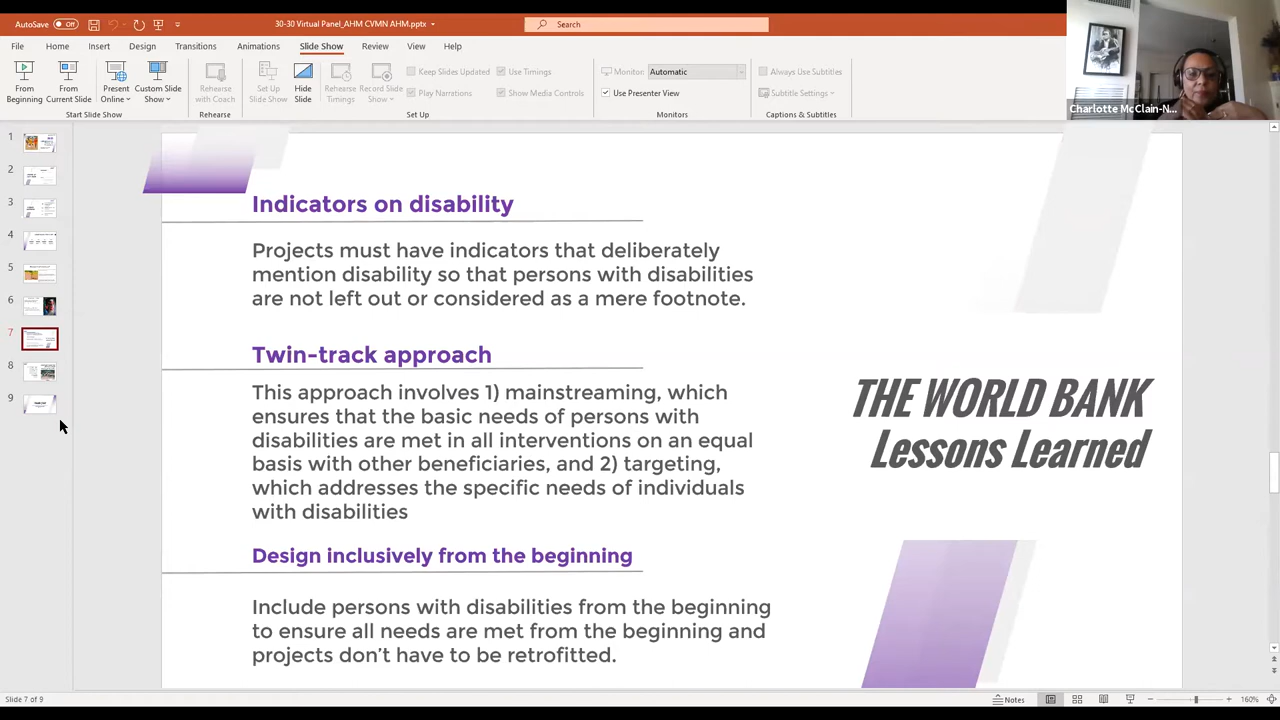 AutoSave Off 30-30 Virtual Panel_AHM CVMN AHM.pptx Search
File Home Insert Design Transitions Animations Slide Show Review View Help
From Beginning
From Current Slide
Present Online
Custom Slide Show
Start Slide Show
Rehearse with Coach
Rehearse
Set Up Slide Show
Hide Slide
Rehearse Timings
Record Slide Show
Keep Slides Updated
Play Narrations
Use Timings
Show Media Controls
Set Up
Monitor: Automatic
Use Presenter View
Monitors
Always Use Subtitles
Subtitle Settings
Captions & Subtitles
Charlotte McClain-N...
1
2
3
4
5
6
7
8
9
Indicators on disability
Projects must have indicators that deliberately
mention disability so that persons with disabilities
are not left out or considered as a mere footnote.
Twin-track approach
This approach involves 1) mainstreaming, which
ensures that the basic needs of persons with
disabilities are met in all interventions on an equal
basis with other beneficiaries, and 2) targeting,
which addresses the specific needs of individuals
with disabilities
Design inclusively from the beginning
Include persons with disabilities from the beginning
to ensure all needs are met from the beginning and
projects don't have to be retrofitted.
THE WORLD BANK
Lessons Learned
Slide 7 of 9 Notes 160%